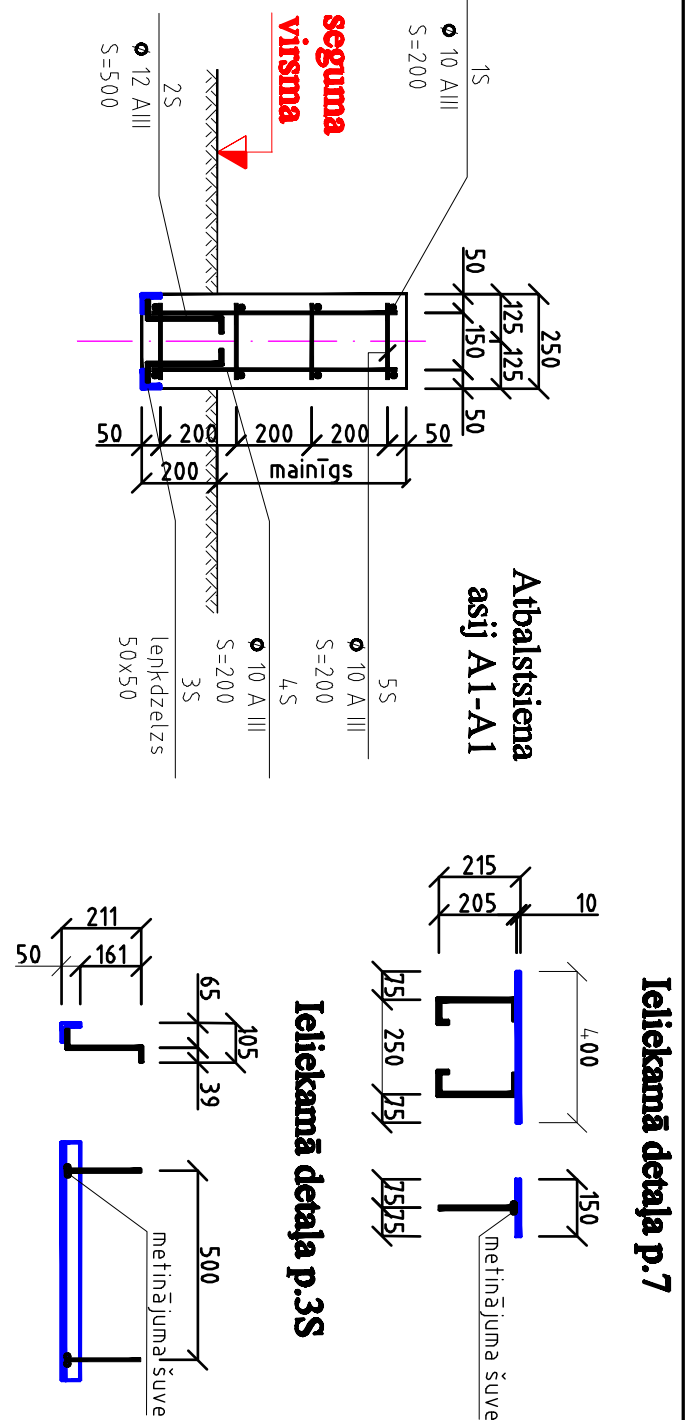 Atbalstsiena
asij A1-A1
1S
ø 10 AIII
S=200
seguma
virsma
2S
ø 12 AIII
S=500
50
150
50
125
125
250
50
200
200
200
50
200
mainīgs
5S
ø 10 A III
S=200
4S
ø 10 A III
S=200
3S
leņķdzelzs
50x50
Ieliekamā detaļa p.7
215
205
10
75
250
75
400
75
75
150
metinājuma šuve
Ieliekamā detaļa p.3S
211
50
161
65
39
105
500
metinājuma šuve